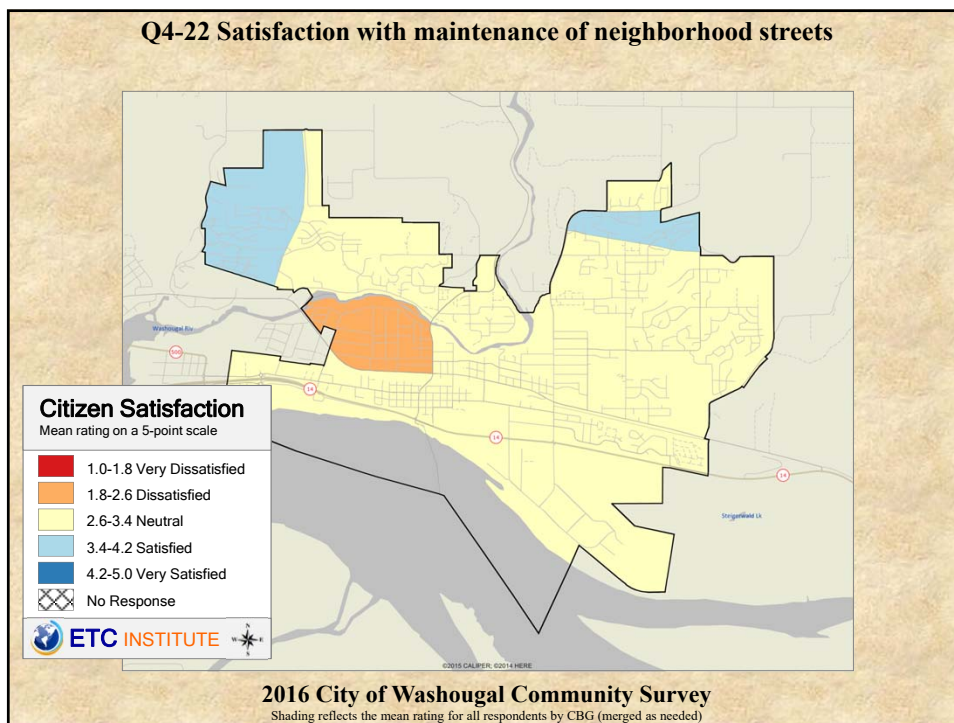 Q4-22 Satisfaction with maintenance of neighborhood streets
Washougal Riv
500
14
14
14
Steigerwald Lk
Citizen Satisfaction
Mean rating on a 5-point scale
1.0-1.8 Very Dissatisfied
1.8-2.6 Dissatisfied
2.6-3.4 Neutral
3.4-4.2 Satisfied
4.2-5.0 Very Satisfied
No Response
ETC INSTITUTE
N
W E
S
©2015 CALIPER; ©2014 HERE
2016 City of Washougal Community Survey
Shading reflects the mean rating for all respondents by CBG (merged as needed)